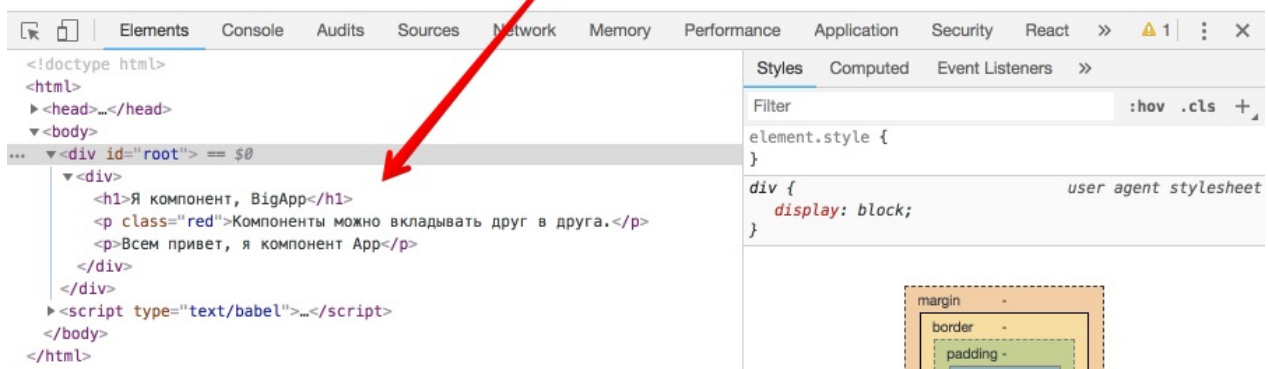 Elements Console Audits Sources Network Memory Performance Application Security React » 1
<!doctype html>
<html>
<head>…</head>
<body>
... <div id="root"> == $0
<div>
<h1>Я компонент, BigApp</h1>
<p class="red">Компоненты можно вкладывать друг в друга.</p>
<p>Всем привет, я компонент App</p>
</div>
</div>
<script type="text/babel">…</script>
</body>
</html>
Styles Computed Event Listeners »
Filter :hov .cls +
element.style {
}
div { user agent stylesheet
display: block;
}
margin -
border -
padding -